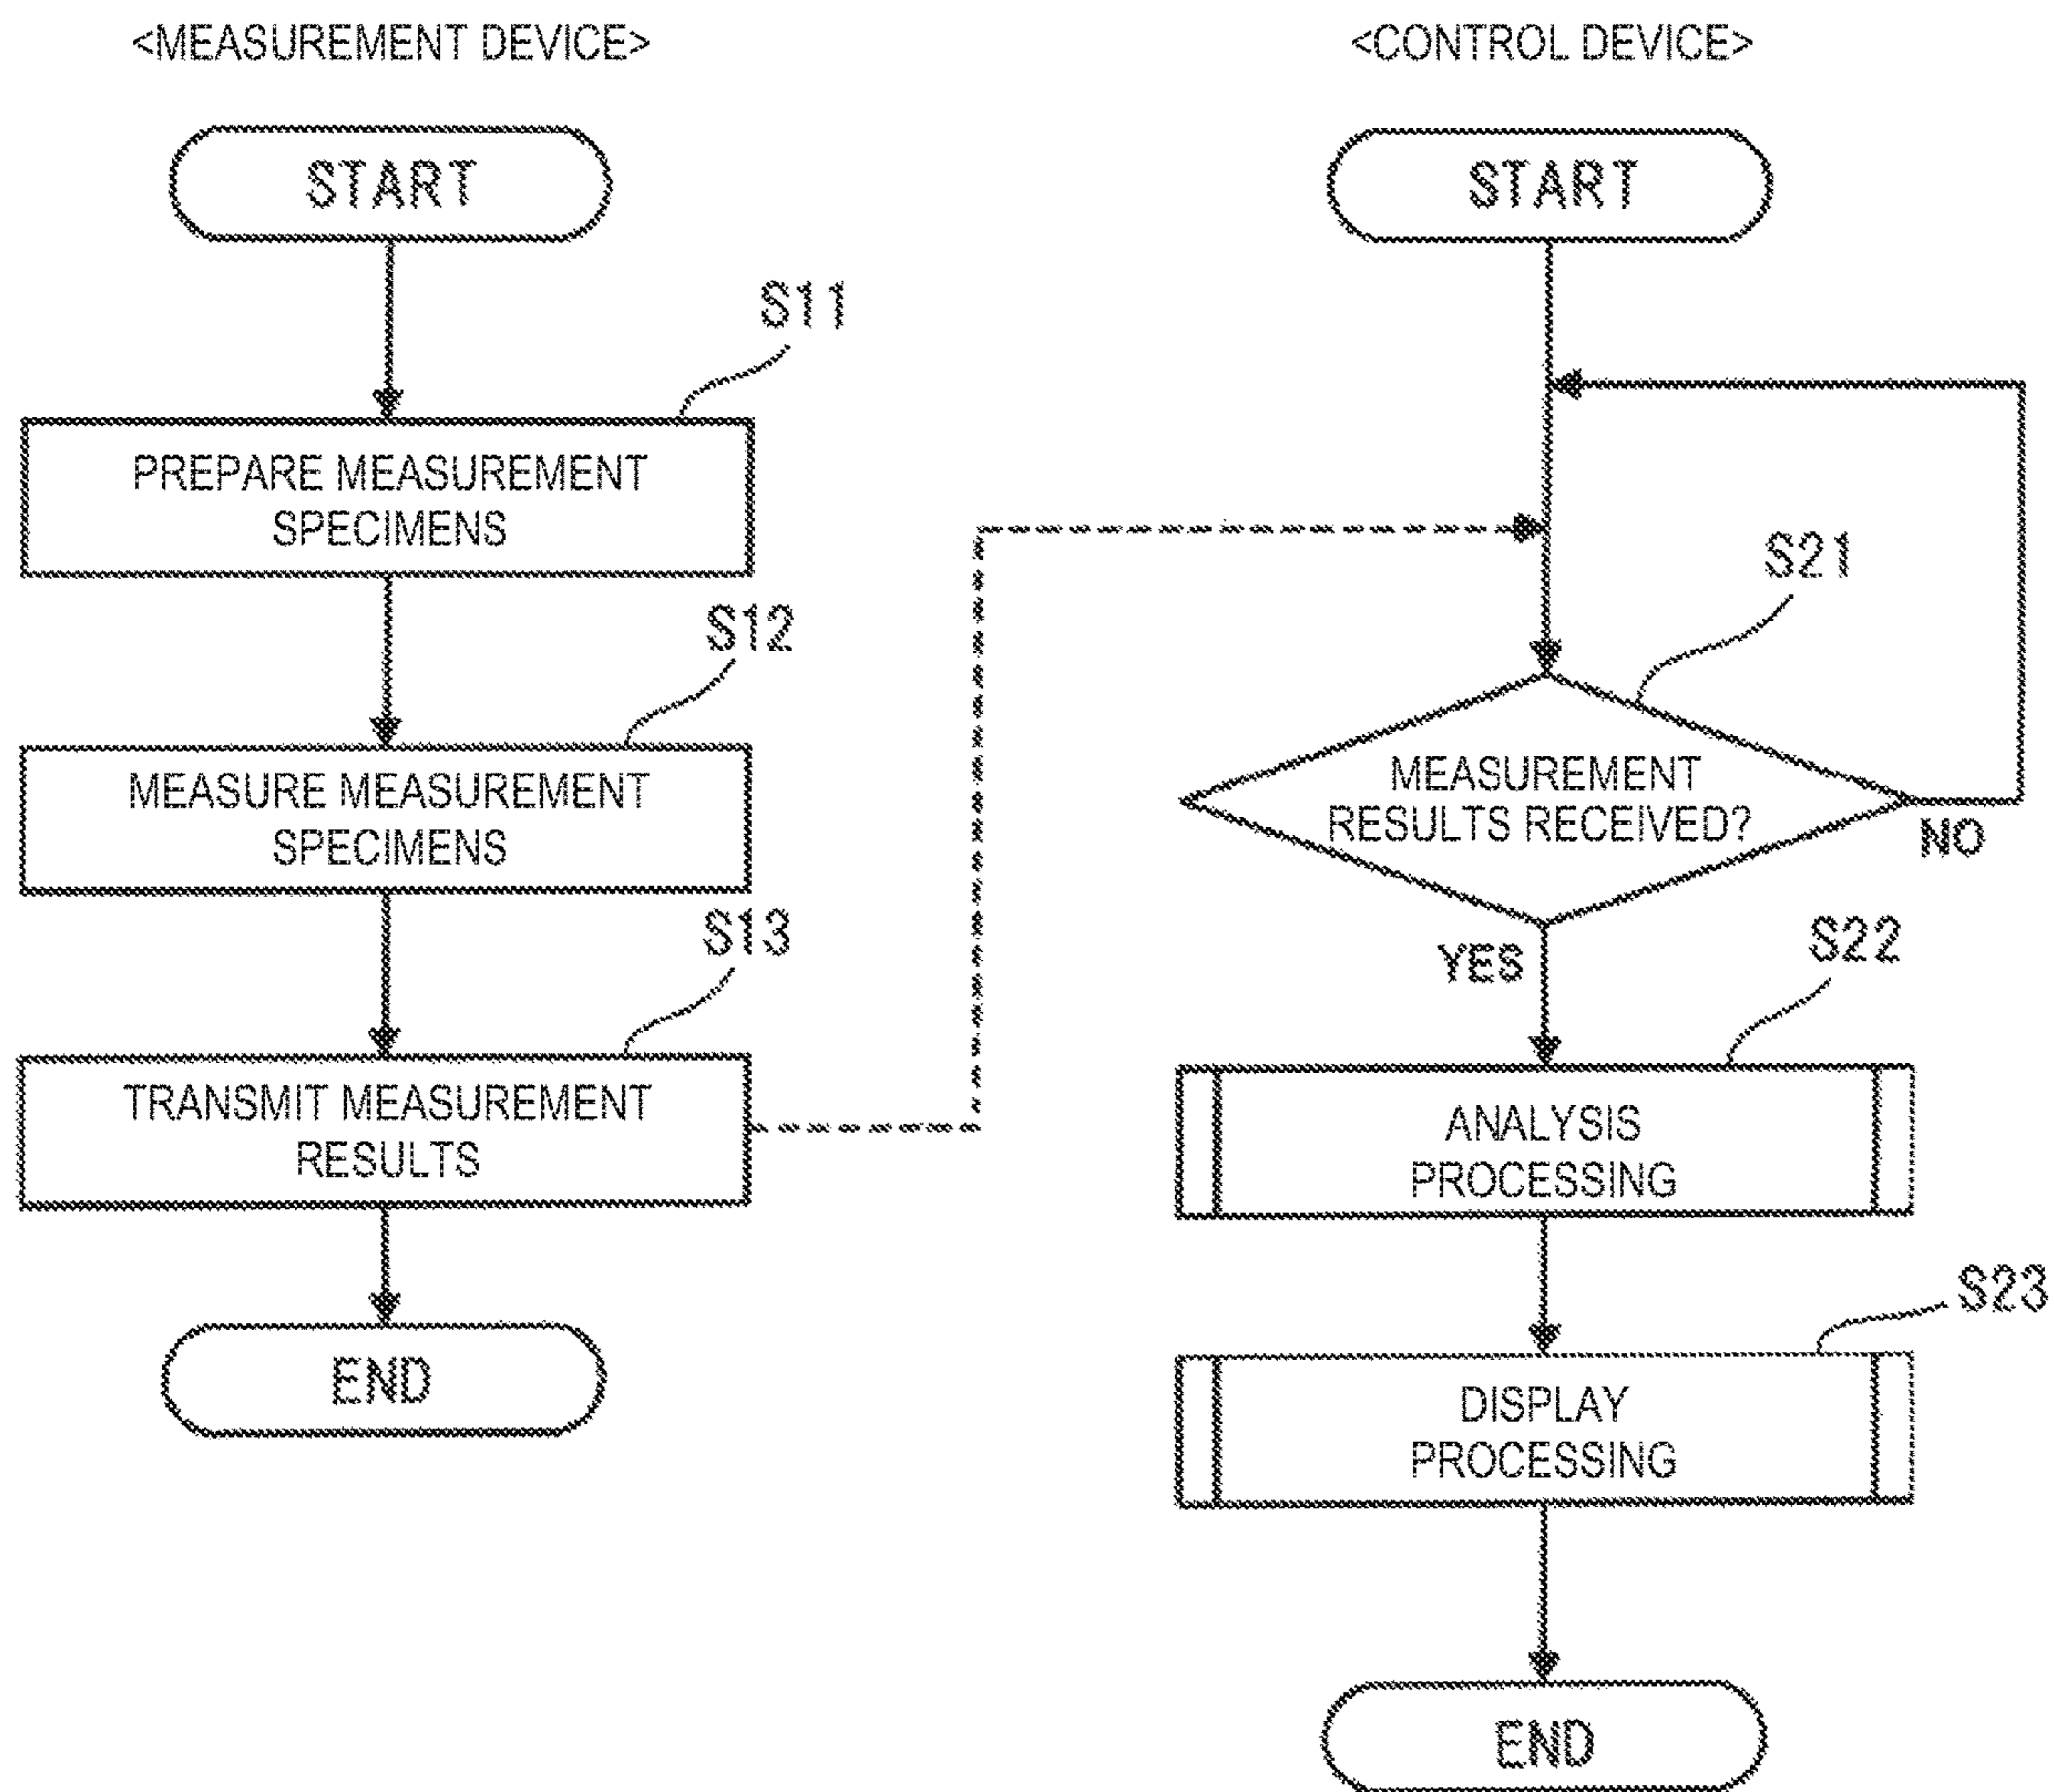 <MEASUREMENT DEVICE>
START
S11
PREPARE MEASUREMENT
SPECIMENS
S12
MEASURE MEASUREMENT
SPECIMENS
S13
TRANSMIT MEASUREMENT
RESULTS
END
<CONTROL DEVICE>
START
S21
MEASUREMENT
RESULTS RECEIVED?
NO
YES
S22
ANALYSIS
PROCESSING
S23
DISPLAY
PROCESSING
END